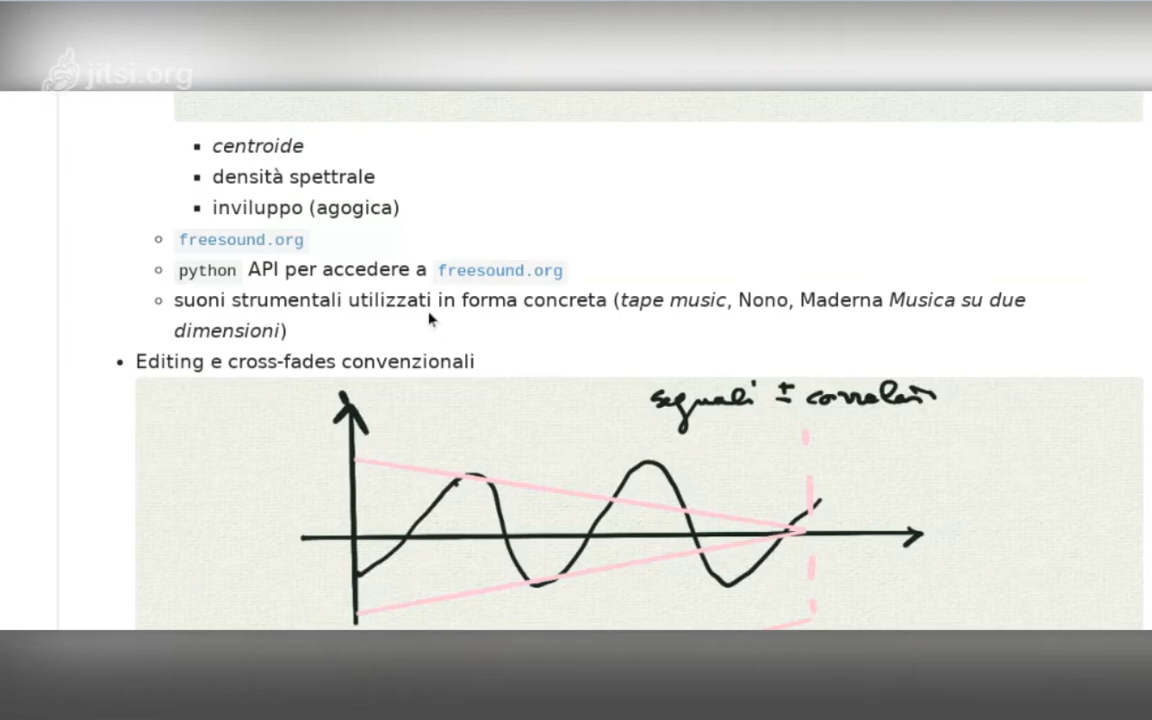 jitsi.org
centroide
densità spettrale
inviluppo (agogica)
freesound.org
python API per accedere a freesound.org
suoni strumentali utilizzati in forma concreta (tape music, Nono, Maderna Musica su due
dimensioni)
Editing e cross-fades convenzionali
segnali ± correlati